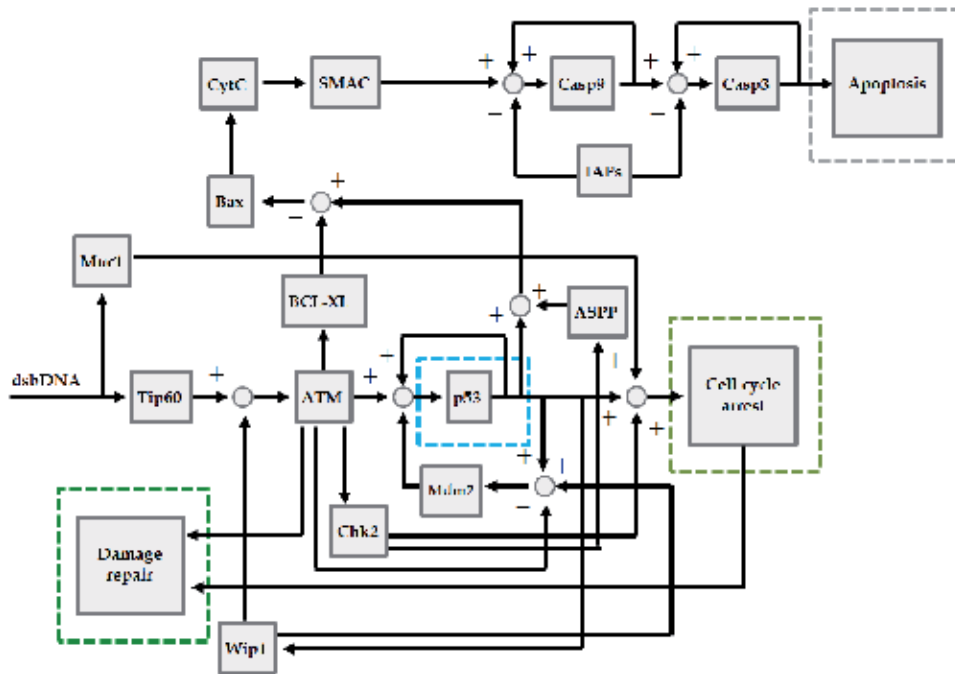 CytC
SMAC
+
+
Casp9
+
+
Casp3
Apoptosis
−
−
IAPs
Bax
+
−
BCL-XL
+
+
+
ASPP
dsbDNA
Tip60
+
ATM
+
+
p53
+
+
+
Cell cycle
arrest
+
+
−
Mdm2
Chk2
Damage
repair
Wip1